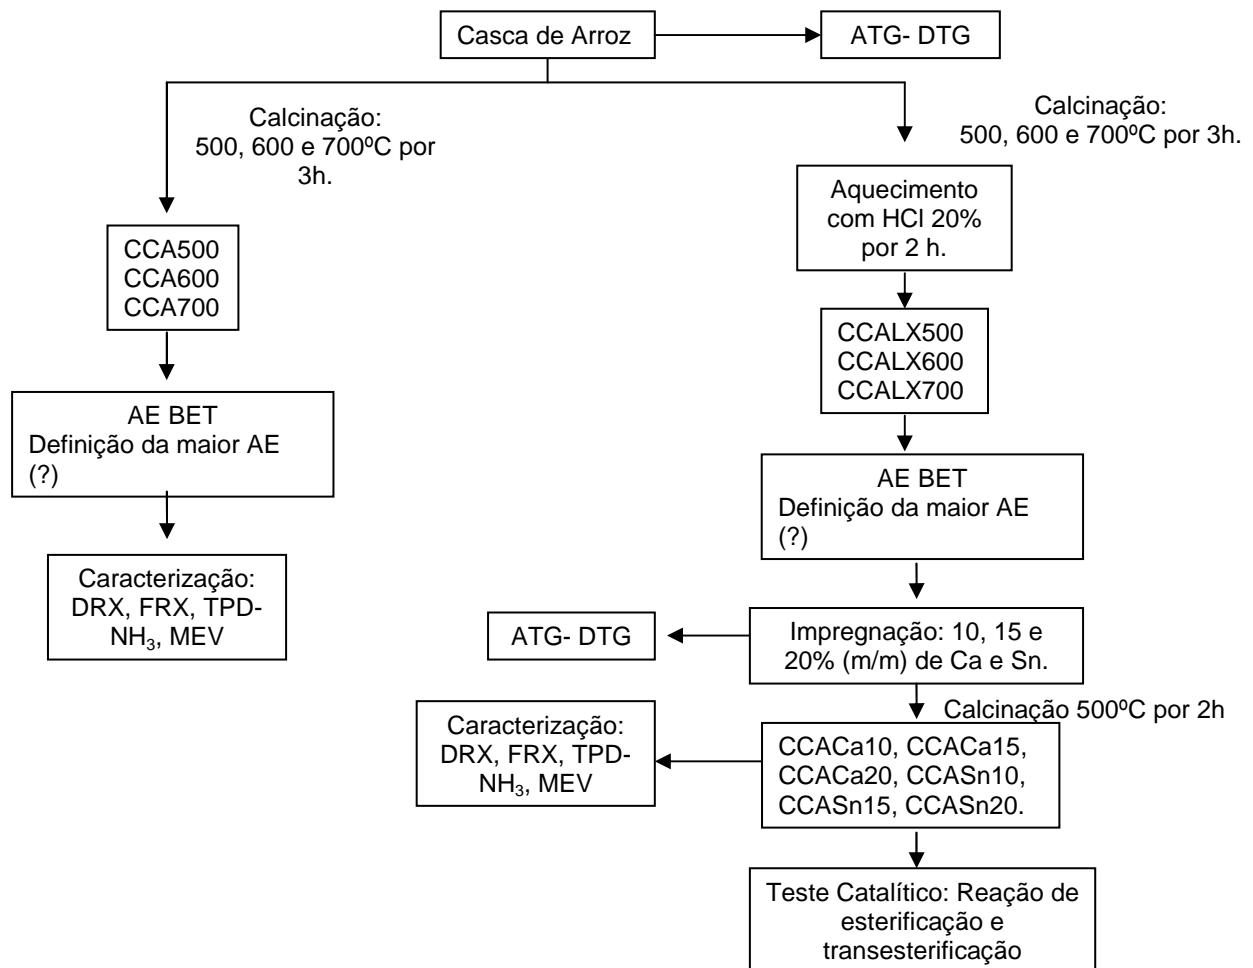 Casca de Arroz
ATG- DTG
Calcinação:
500, 600 e 700ºC por
3h.
Calcinação:
500, 600 e 700ºC por 3h.
CCA500
CCA600
CCA700
Aquecimento
com HCl 20%
por 2 h.
CCALX500
CCALX600
CCALX700
AE BET
Definição da maior AE
(?)
AE BET
Definição da maior AE
(?)
Caracterização:
DRX, FRX, TPD-
NH₃, MEV
ATG- DTG
Impregnação: 10, 15 e
20% (m/m) de Ca e Sn.
Calcinação 500ºC por 2h
Caracterização:
DRX, FRX, TPD-
NH₃, MEV
CCACa10, CCACa15,
CCACa20, CCASn10,
CCASn15, CCASn20.
Teste Catalítico: Reação de
esterificação e
transesterificação